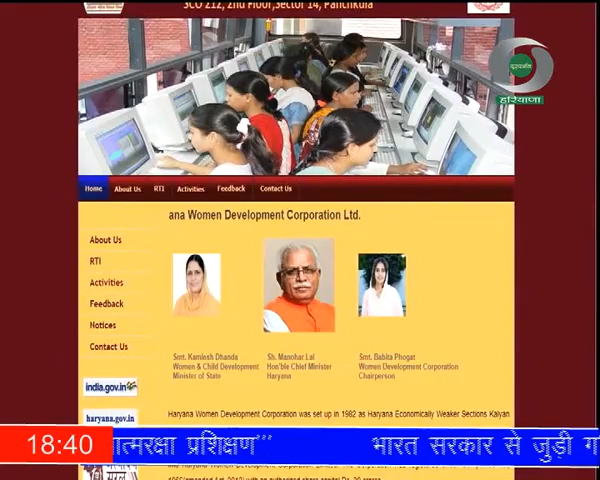 SCO 212, 2nd Floor,Sector 14, Panchkula
दूरदर्शन
हरियाणा
Home About Us RTI Activities Feedback Contact Us
ana Women Development Corporation Ltd.
About Us
RTI
Activities
Feedback
Notices
Contact Us
Smt. Kamlesh Dhanda
Women & Child Development
Minister of State
Sh. Manohar Lal
Hon'ble Chief Minister
Haryana
Smt. Babita Phogat
Women Development Corporation
Chairperson
india.gov.in
haryana.gov.in
Haryana Women Development Corporation was set up in 1982 as Haryana Economically Weaker Sections Kalyan
18:40 ात्मरक्षा प्रशिक्षण''' भारत सरकार से जुड़ी ग